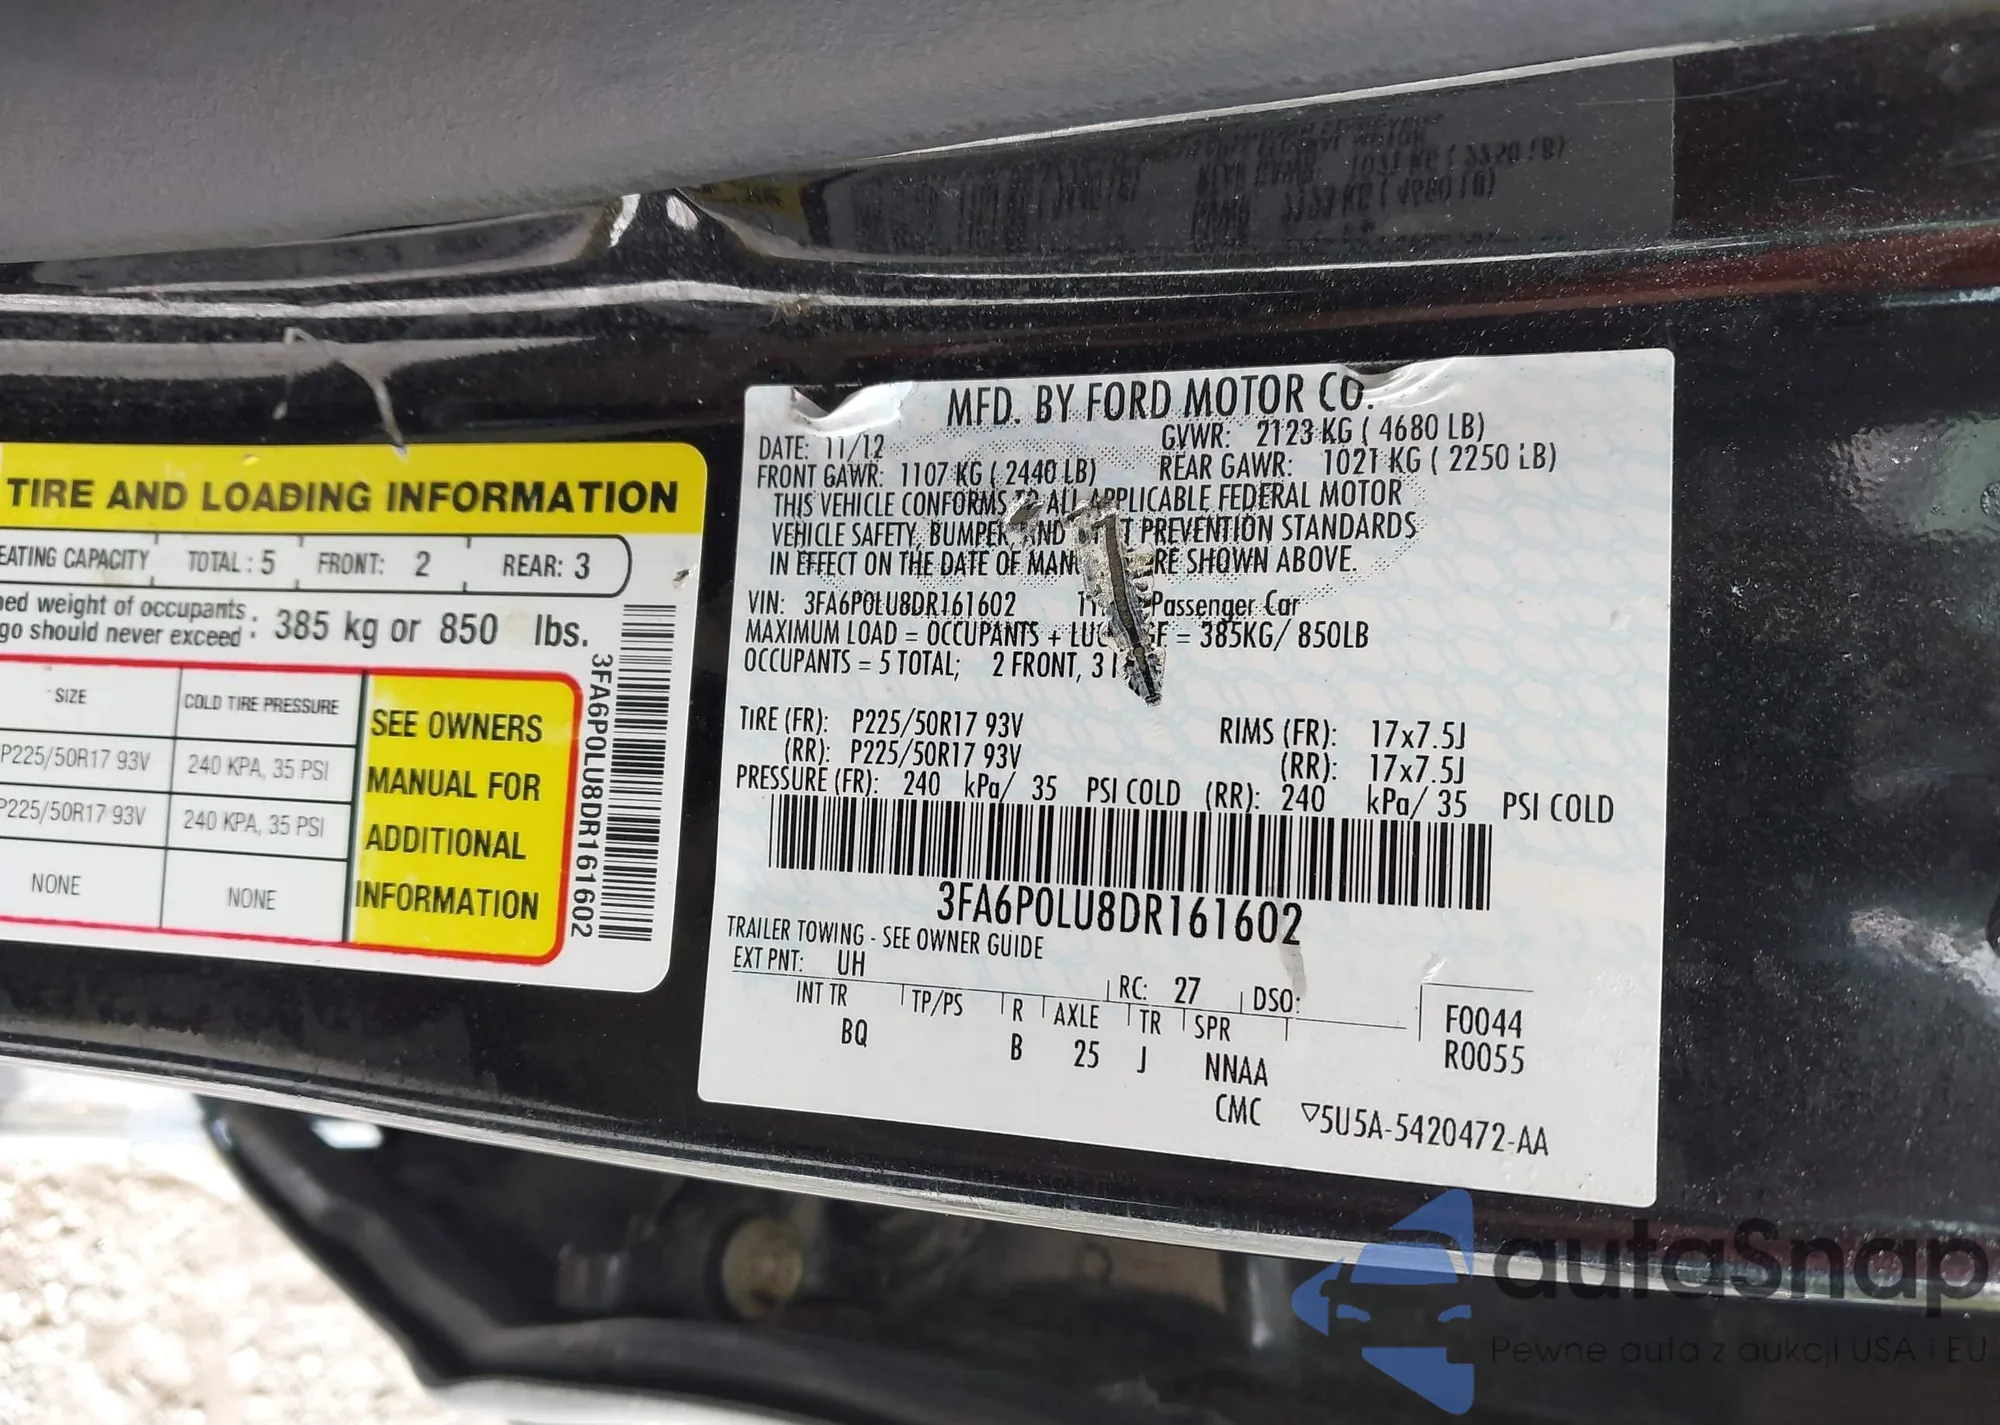 TIRE AND LOADING INFORMATION
EATING CAPACITY TOTAL : 5 FRONT: 2 REAR: 3
ned weight of occupants :
go should never exceed : 385 kg or 850 lbs.
SIZE COLD TIRE PRESSURE
P225/50R17 93V 240 KPA, 35 PSI
P225/50R17 93V 240 KPA, 35 PSI
NONE NONE
SEE OWNERS
MANUAL FOR
ADDITIONAL
INFORMATION
3FA6P0LU8DR161602
MFD. BY FORD MOTOR CO.
DATE: 11/12 GVWR: 2123 KG ( 4680 LB)
FRONT GAWR: 1107 KG ( 2440 LB) REAR GAWR: 1021 KG ( 2250 LB)
THIS VEHICLE CONFORMS TO ALL APPLICABLE FEDERAL MOTOR
VEHICLE SAFETY, BUMPER, AND PREVENTION STANDARDS
IN EFFECT ON THE DATE OF MANU RE SHOWN ABOVE.
VIN: 3FA6P0LU8DR161602 Passenger Car
MAXIMUM LOAD = OCCUPANTS + LU GE = 385KG/ 850LB
OCCUPANTS = 5 TOTAL; 2 FRONT, 3
TIRE (FR): P225/50R17 93V RIMS (FR): 17x7.5J
(RR): P225/50R17 93V (RR): 17x7.5J
PRESSURE (FR): 240 kPa/ 35 PSI COLD (RR): 240 kPa/ 35 PSI COLD
3FA6P0LU8DR161602
TRAILER TOWING - SEE OWNER GUIDE
EXT PNT: UH RC: 27 DSO:
INT TR TP/PS R AXLE TR SPR F0044
BQ B 25 J NNAA R0055
CMC ▽5U5A-5420472-AA
autaSnap
Pewne auta z aukcji USA i EU